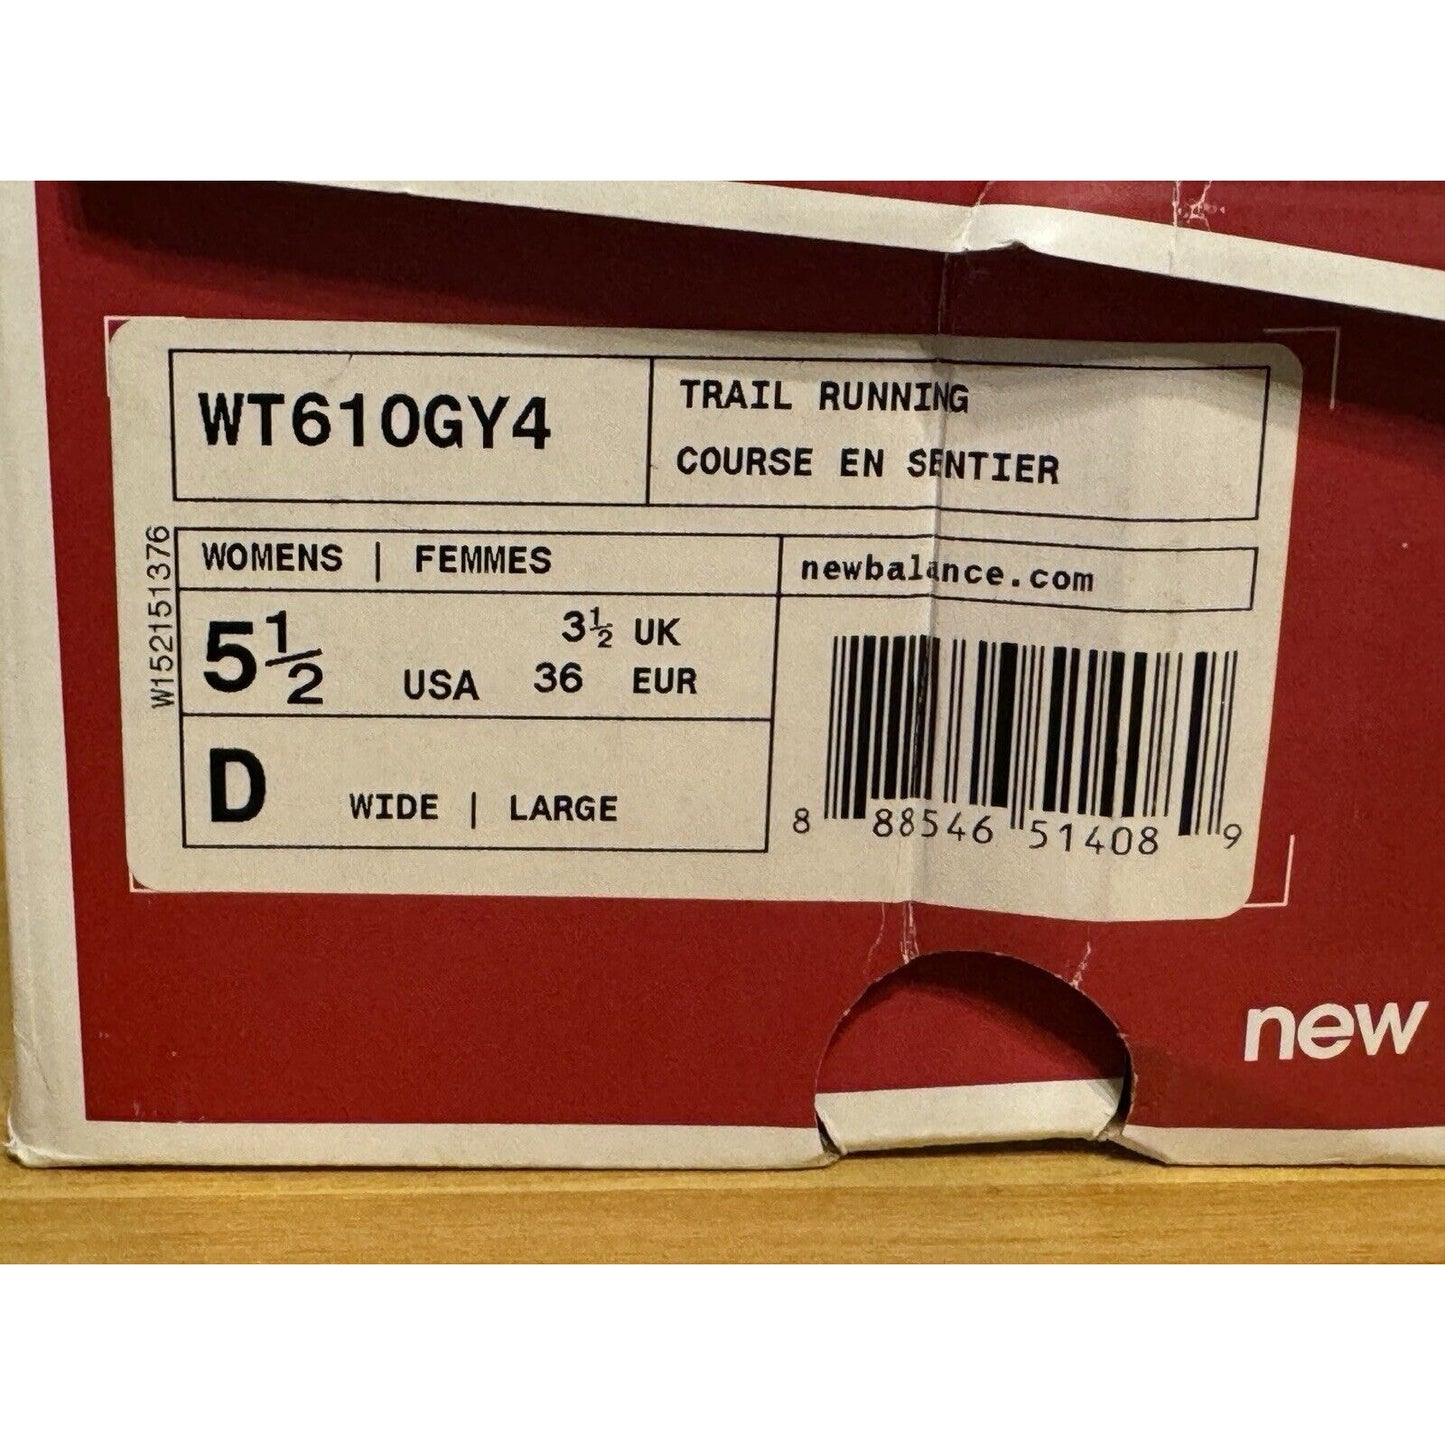 WT610GY4
TRAIL RUNNING
COURSE EN SENTIER
W152151376
WOMENS | FEMMES
newbalance.com
5½ USA
3½ UK
36 EUR
D WIDE | LARGE
8 88546 51408 9
new